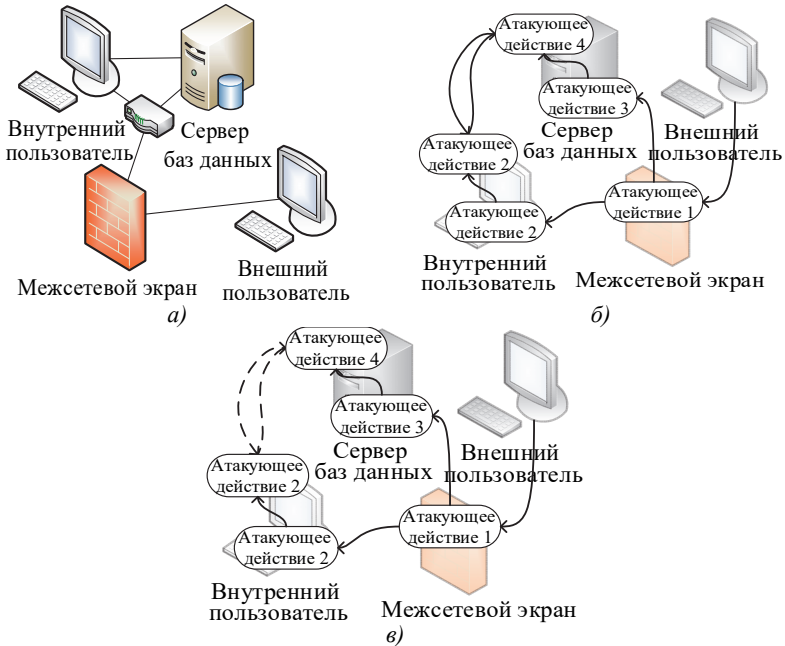 Внутренний
пользователь
Сервер
баз данных
Межсетевой экран
Внешний
пользователь
а)
Атакующее
действие 4
Атакующее
действие 3
Сервер
баз данных
Внешний
пользователь
Атакующее
действие 2
Атакующее
действие 2
Атакующее
действие 1
Внутренний
пользователь
Межсетевой экран
б)
Атакующее
действие 4
Атакующее
действие 3
Сервер
баз данных
Внешний
пользователь
Атакующее
действие 2
Атакующее
действие 2
Атакующее
действие 1
Внутренний
пользователь
Межсетевой экран
в)